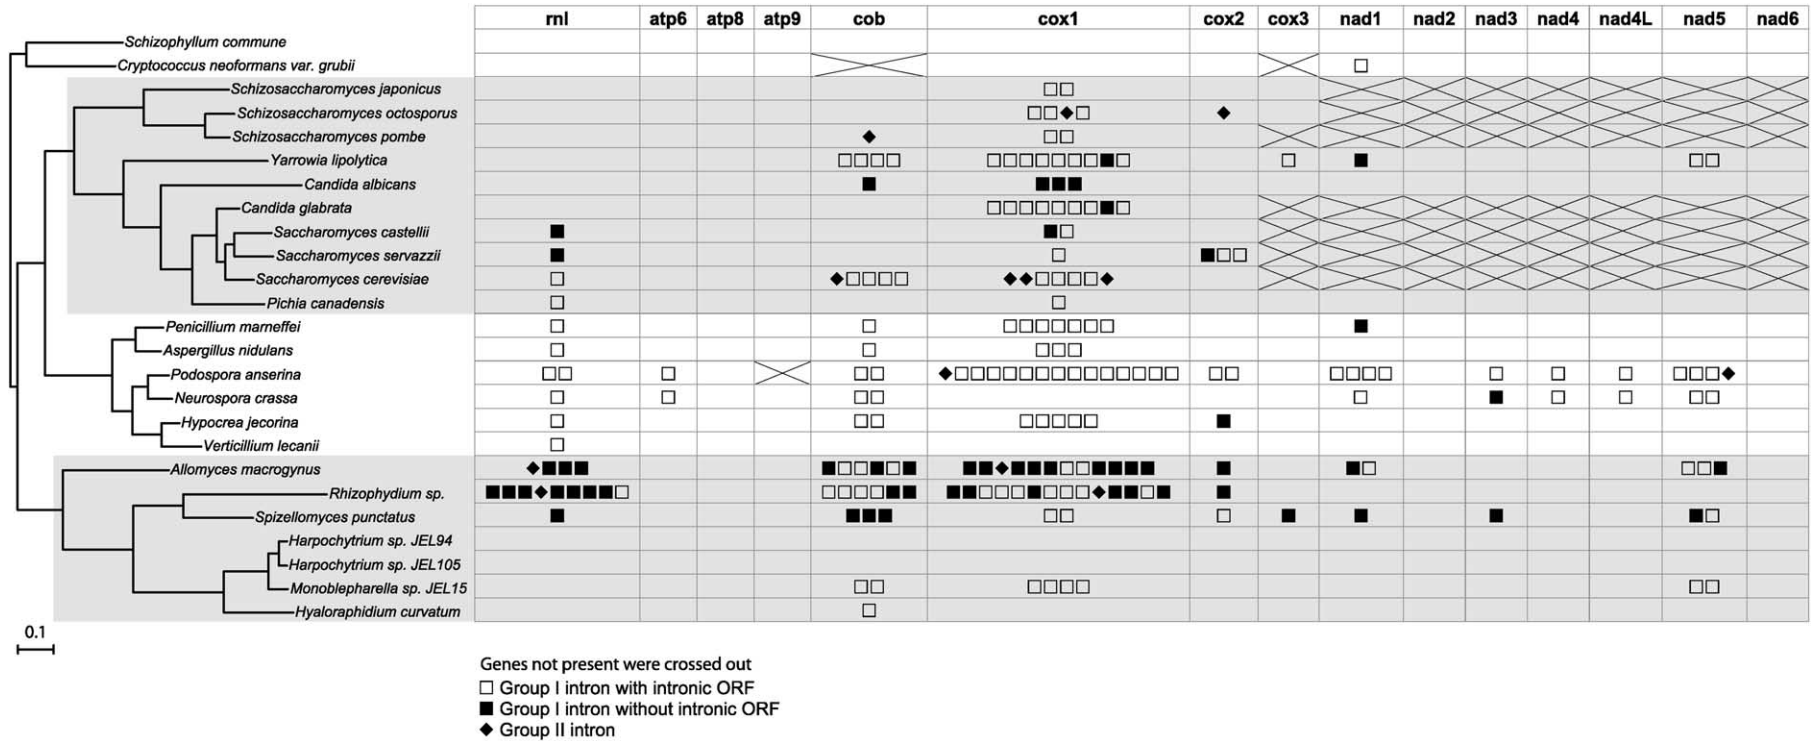 rnl atp6 atp8 atp9 cob cox1 cox2 cox3 nad1 nad2 nad3 nad4 nad4L nad5 nad6
Schizophyllum commune
Cryptococcus neoformans var. grubii
Schizosaccharomyces japonicus
Schizosaccharomyces octosporus
Schizosaccharomyces pombe
Yarrowia lipolytica
Candida albicans
Candida glabrata
Saccharomyces castellii
Saccharomyces servazzii
Saccharomyces cerevisiae
Pichia canadensis
Penicillium marneffei
Aspergillus nidulans
Podospora anserina
Neurospora crassa
Hypocrea jecorina
Verticillium lecanii
Allomyces macrogynus
Rhizophydium sp.
Spizellomyces punctatus
Harpochytrium sp. JEL94
Harpochytrium sp. JEL105
Monoblepharella sp. JEL15
Hyaloraphidium curvatum
0.1
Genes not present were crossed out
Group I intron with intronic ORF
Group I intron without intronic ORF
Group II intron